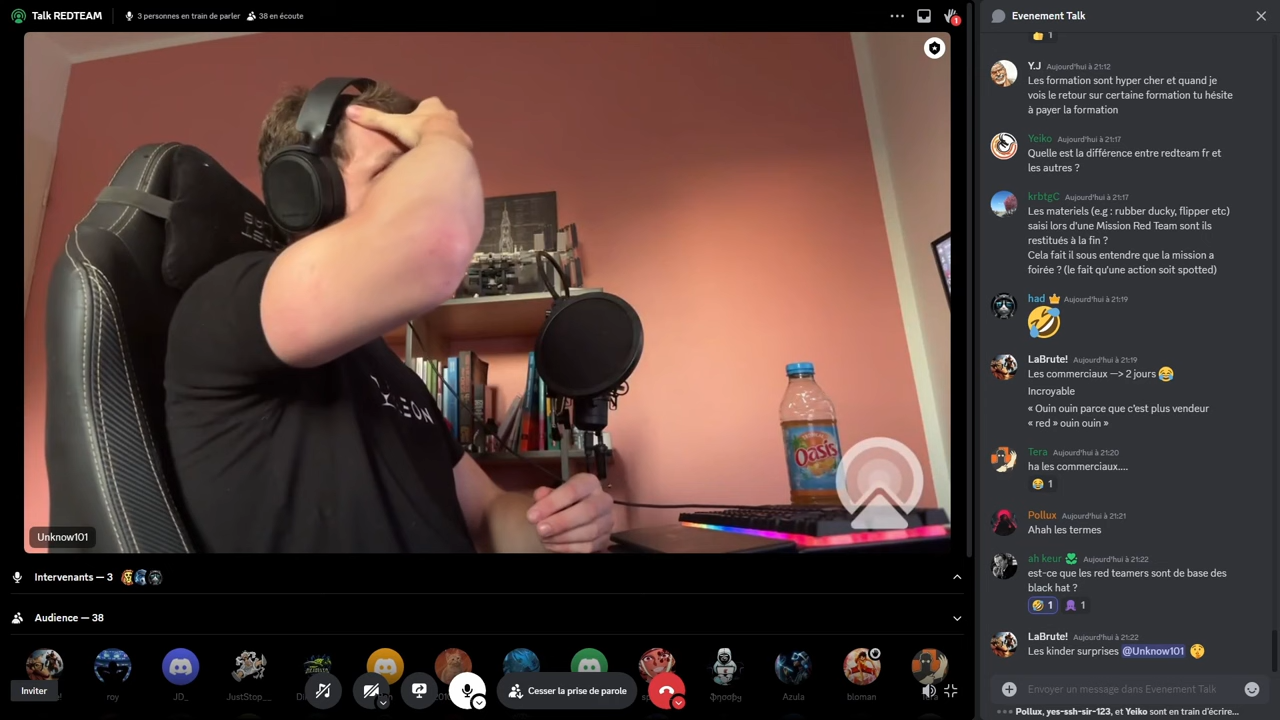 Talk REDTEAM
3 personnes en train de parler
38 en écoute
1
Evenement Talk
1
Y.J Aujourd'hui à 21:12
Les formation sont hyper cher et quand je
vois le retour sur certaine formation tu hésite
à payer la formation
Yeiko Aujourd'hui à 21:17
Quelle est la différence entre redteam fr et
les autres ?
krbtgC Aujourd'hui à 21:17
Les materiels (e.g : rubber ducky, flipper etc)
saisi lors d'une Mission Red Team sont ils
restitués à la fin ?
Cela fait il sous entendre que la mission a
foirée ? (le fait qu'une action soit spotted)
had Aujourd'hui à 21:19
LaBrute! Aujourd'hui à 21:19
Les commerciaux —> 2 jours 😂
Incroyable
« Ouin ouin parce que c'est plus vendeur
« red » ouin ouin »
Tera Aujourd'hui à 21:20
ha les commerciaux....
1
Pollux Aujourd'hui à 21:21
Ahah les termes
ah keur Aujourd'hui à 21:22
est-ce que les red teamers sont de base des
black hat ?
1 1
LaBrute! Aujourd'hui à 21:22
Les kinder surprises @Unknow101
Envoyer un message dans Evenement Talk
Pollux, yes-ssh-sir-123, et Yeiko sont en train d'écrire...
Oasis
Unknow101
Intervenants — 3
Audience — 38
roy
JD_
JustStop__
Azula
bloman
Inviter
Cesser la prise de parole